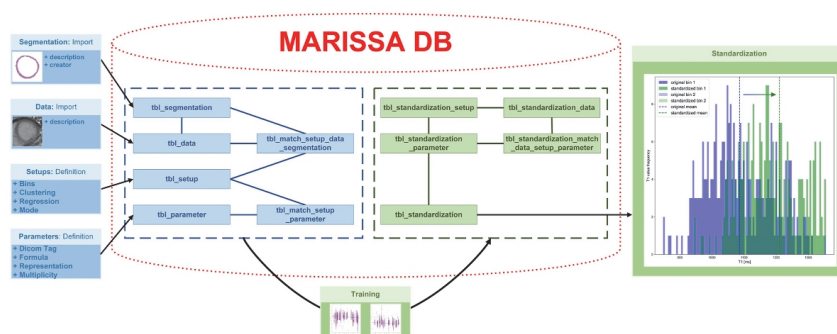 MARISSA DB
Segmentation: Import
+ description
+ creator
Data: Import
+ description
Setups: Definition
+ Bins
+ Clustering
+ Regression
+ Mode
Parameters: Definition
+ Dicom Tag
+ Formula
+ Representation
+ Multiplicity
tbl_segmentation
tbl_data
tbl_match_setup_data
_segmentation
tbl_setup
tbl_parameter
tbl_match_setup
_parameter
tbl_standardization_setup
tbl_standardization_data
tbl_standardization
_parameter
tbl_standardization_match
_data_setup_parameter
tbl_standardization
Training
Standardization
original bin 1
standardized bin 1
original bin 2
standardized bin 2
original mean
standardized mean
T1 value frequency